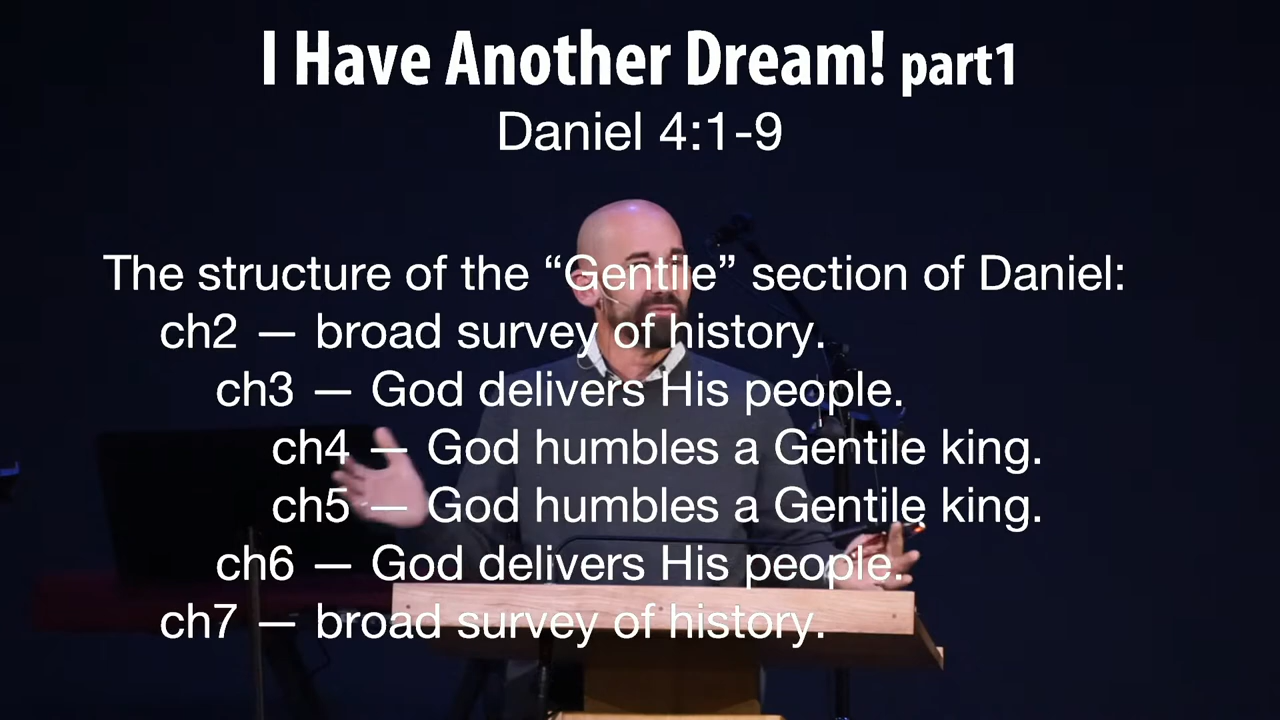 I Have Another Dream! part1
Daniel 4:1-9
The structure of the “Gentile” section of Daniel:
ch2 — broad survey of history.
ch3 — God delivers His people.
ch4 — God humbles a Gentile king.
ch5 — God humbles a Gentile king.
ch6 — God delivers His people.
ch7 — broad survey of history.